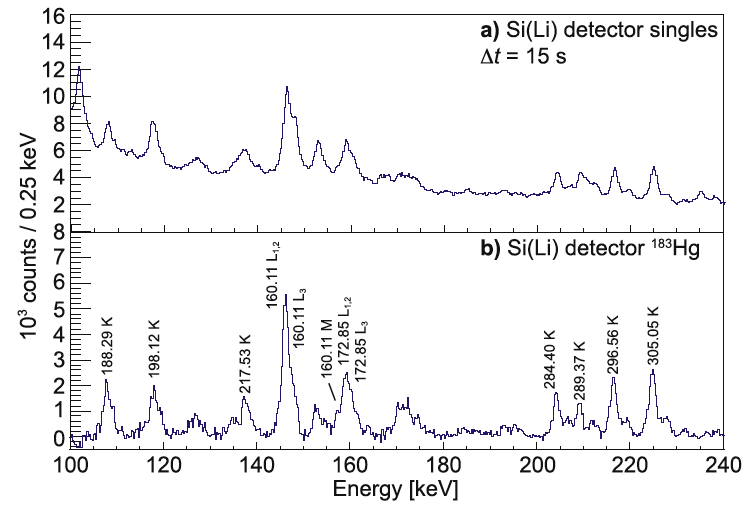 16
14
12
10
8
6
4
2
a) Si(Li) detector singles
Δt = 15 s
10³ counts / 0.25 keV
8
7
6
5
4
3
2
1
0
b) Si(Li) detector ¹⁸³Hg
188.29 K
198.12 K
217.53 K
160.11 L₁,₂
160.11 L₃
160.11 M
172.85 L₁,₂
172.85 L₃
284.40 K
289.37 K
296.56 K
305.05 K
100 120 140 160 180 200 220 240
Energy [keV]